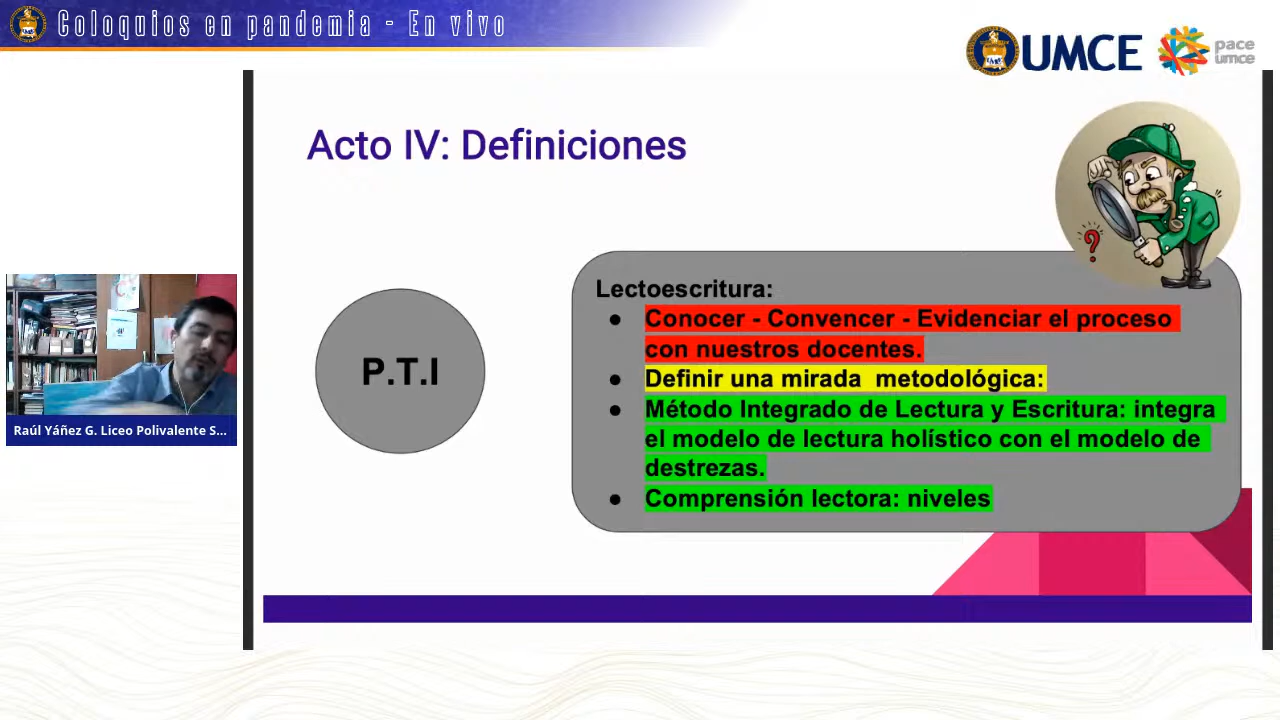 Coloquios en pandemia - En vivo
UMCE
pace
umce
Acto IV: Definiciones
P.T.I
Lectoescritura:
● Conocer - Convencer - Evidenciar el proceso
con nuestros docentes.
● Definir una mirada metodológica:
● Método Integrado de Lectura y Escritura: integra
el modelo de lectura holístico con el modelo de
destrezas.
● Comprensión lectora: niveles
?
Raúl Yáñez G. Liceo Polivalente S...